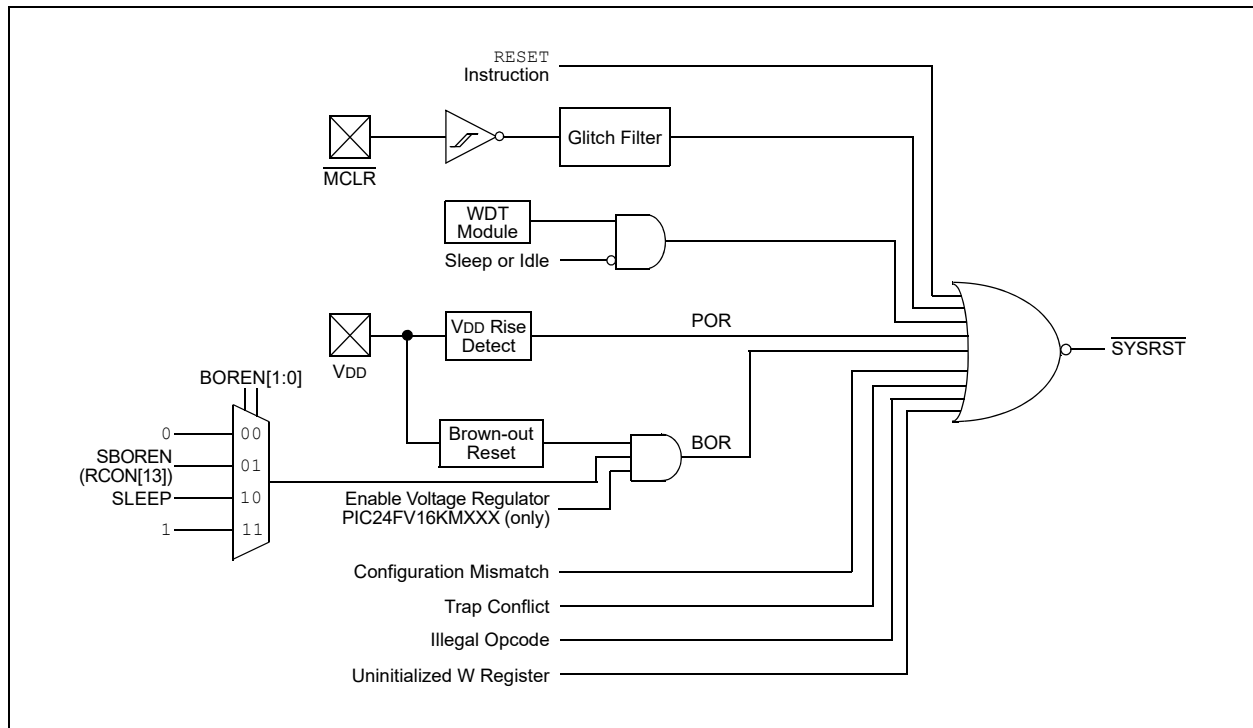 RESET
Instruction
Glitch Filter
MCLR
WDT
Module
Sleep or Idle
VDD Rise
Detect
POR
SYSRST
VDD
BOREN[1:0]
0
00
SBOREN
(RCON[13])
01
SLEEP
10
1
11
Brown-out
Reset
BOR
Enable Voltage Regulator
PIC24FV16KMXXX (only)
Configuration Mismatch
Trap Conflict
Illegal Opcode
Uninitialized W Register